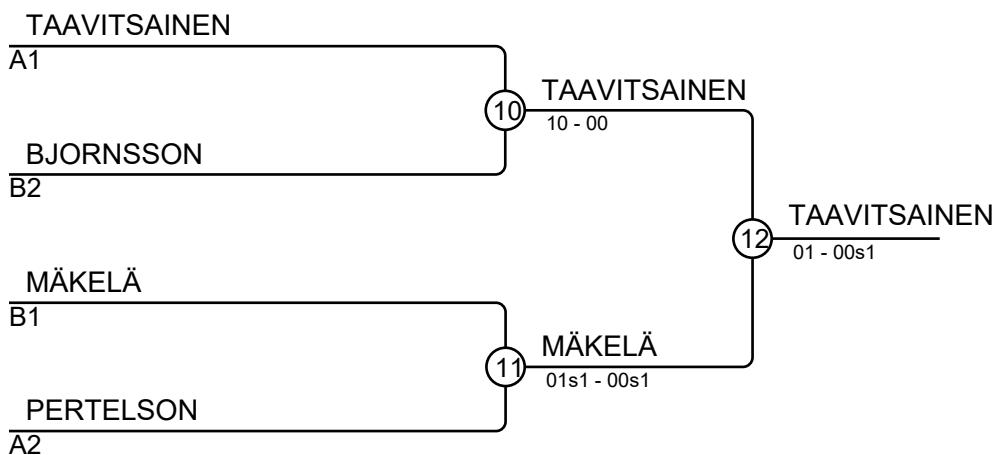 TAAVITSAINEN
A1
10
TAAVITSAINEN
10 - 00
BJORNSSON
B2
12
TAAVITSAINEN
01 - 00s1
MÄKELÄ
B1
11
MÄKELÄ
01s1 - 00s1
PERTELSON
A2